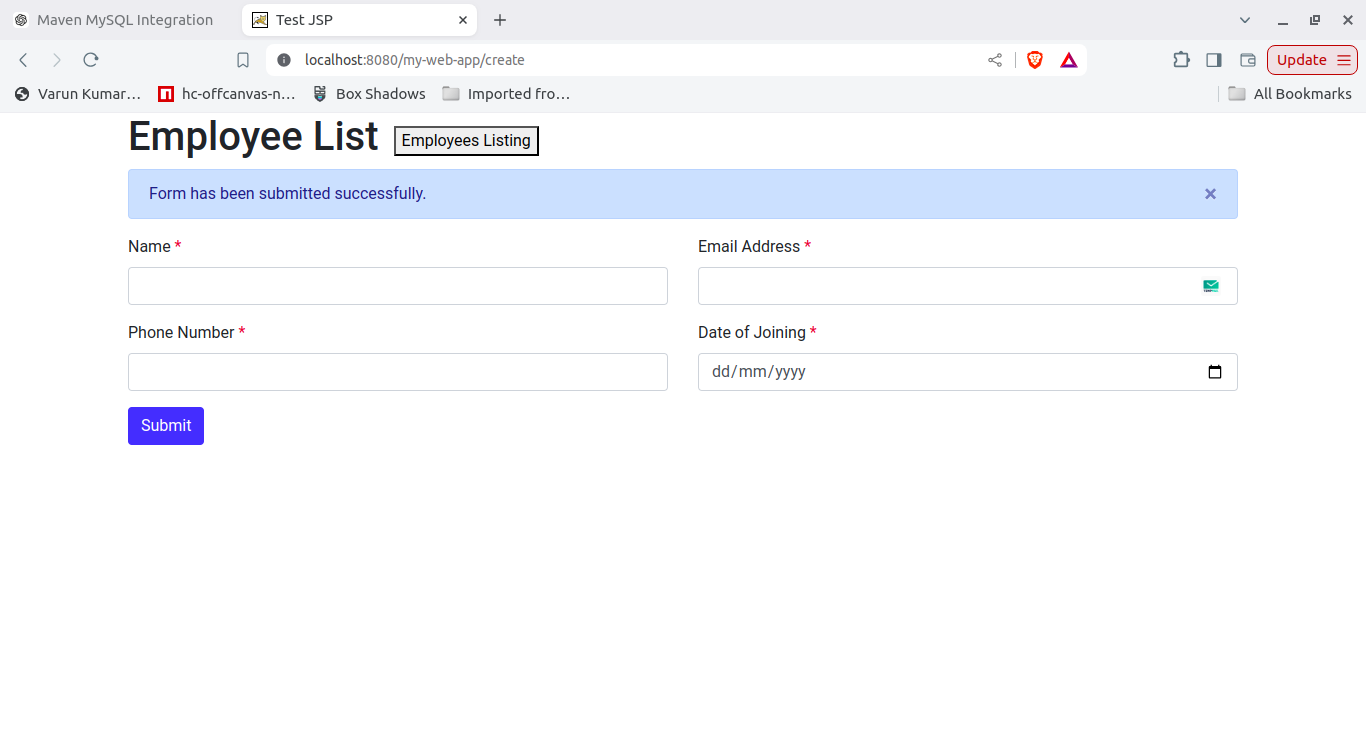 Maven MySQL Integration
Test JSP
localhost:8080/my-web-app/create
Update
Varun Kumar...
hc-offcanvas-n...
Box Shadows
Imported fro...
All Bookmarks
Employee List
Employees Listing
Form has been submitted successfully.
Name *
Email Address *
Phone Number *
Date of Joining *
dd/mm/yyyy
Submit